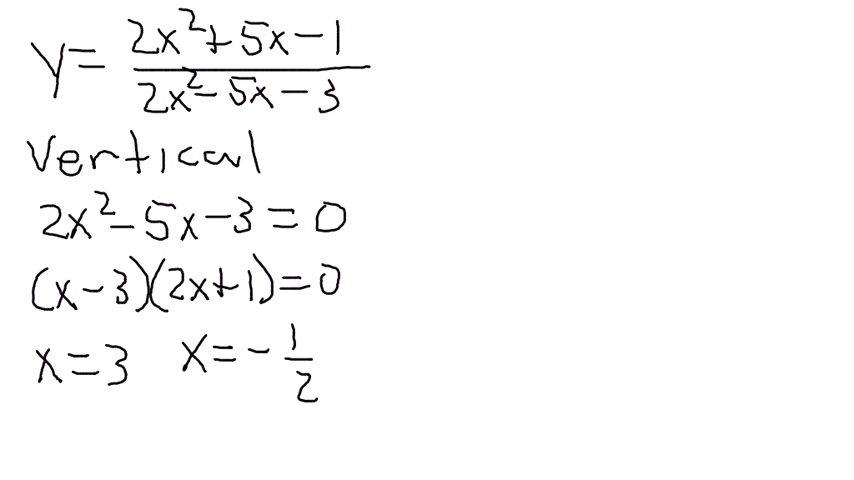 y = (2x² + 5x - 1)/(2x² - 5x - 3)
vertical
2x² - 5x - 3 = 0
(x - 3)(2x + 1) = 0
x = 3   x = - 1/2